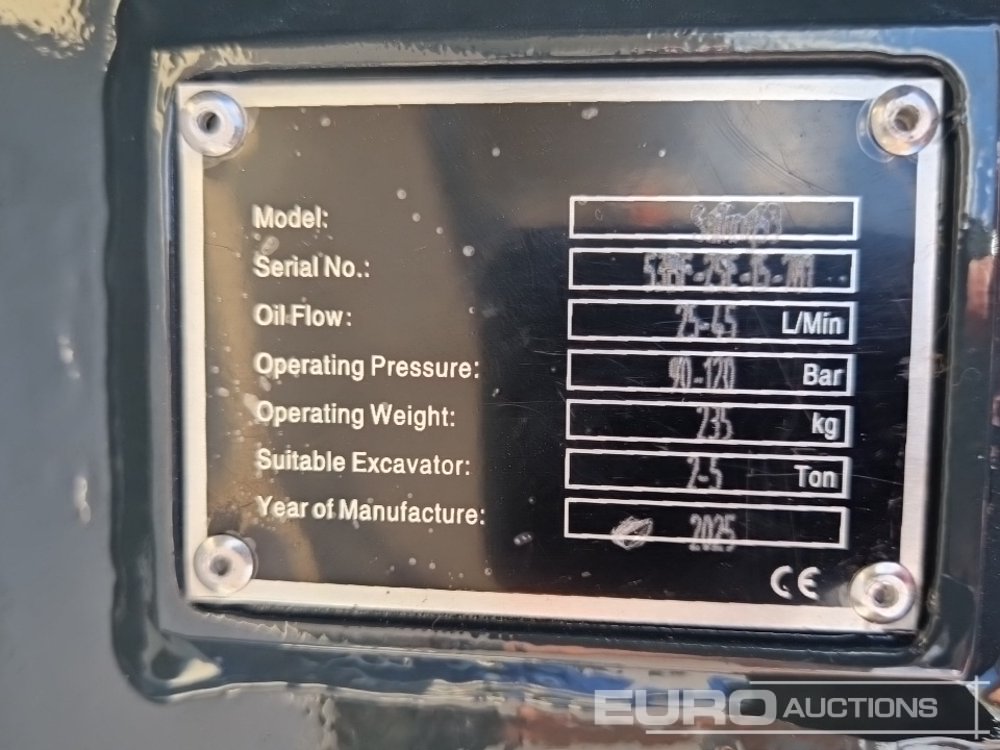 Model:
Serial No.:
Oil Flow: 25-45 L/Min
Operating Pressure: 90-120 Bar
Operating Weight: 235 kg
Suitable Excavator: 2-5 Ton
Year of Manufacture: 2025
CE
EURO AUCTIONS